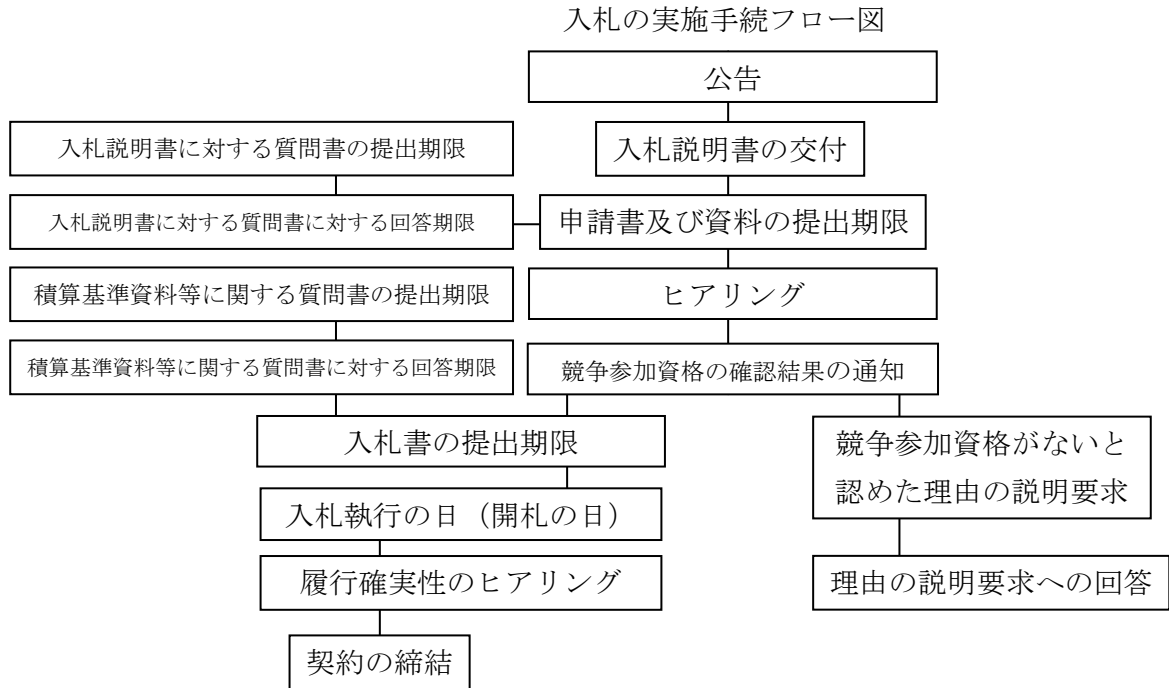 入札の実施手続フロー図
公告
入札説明書に対する質問書の提出期限
入札説明書の交付
入札説明書に対する質問書に対する回答期限
申請書及び資料の提出期限
積算基準資料等に関する質問書の提出期限
ヒアリング
積算基準資料等に関する質問書に対する回答期限
競争参加資格の確認結果の通知
入札書の提出期限
競争参加資格がないと
認めた理由の説明要求
入札執行の日（開札の日）
履行確実性のヒアリング
理由の説明要求への回答
契約の締結